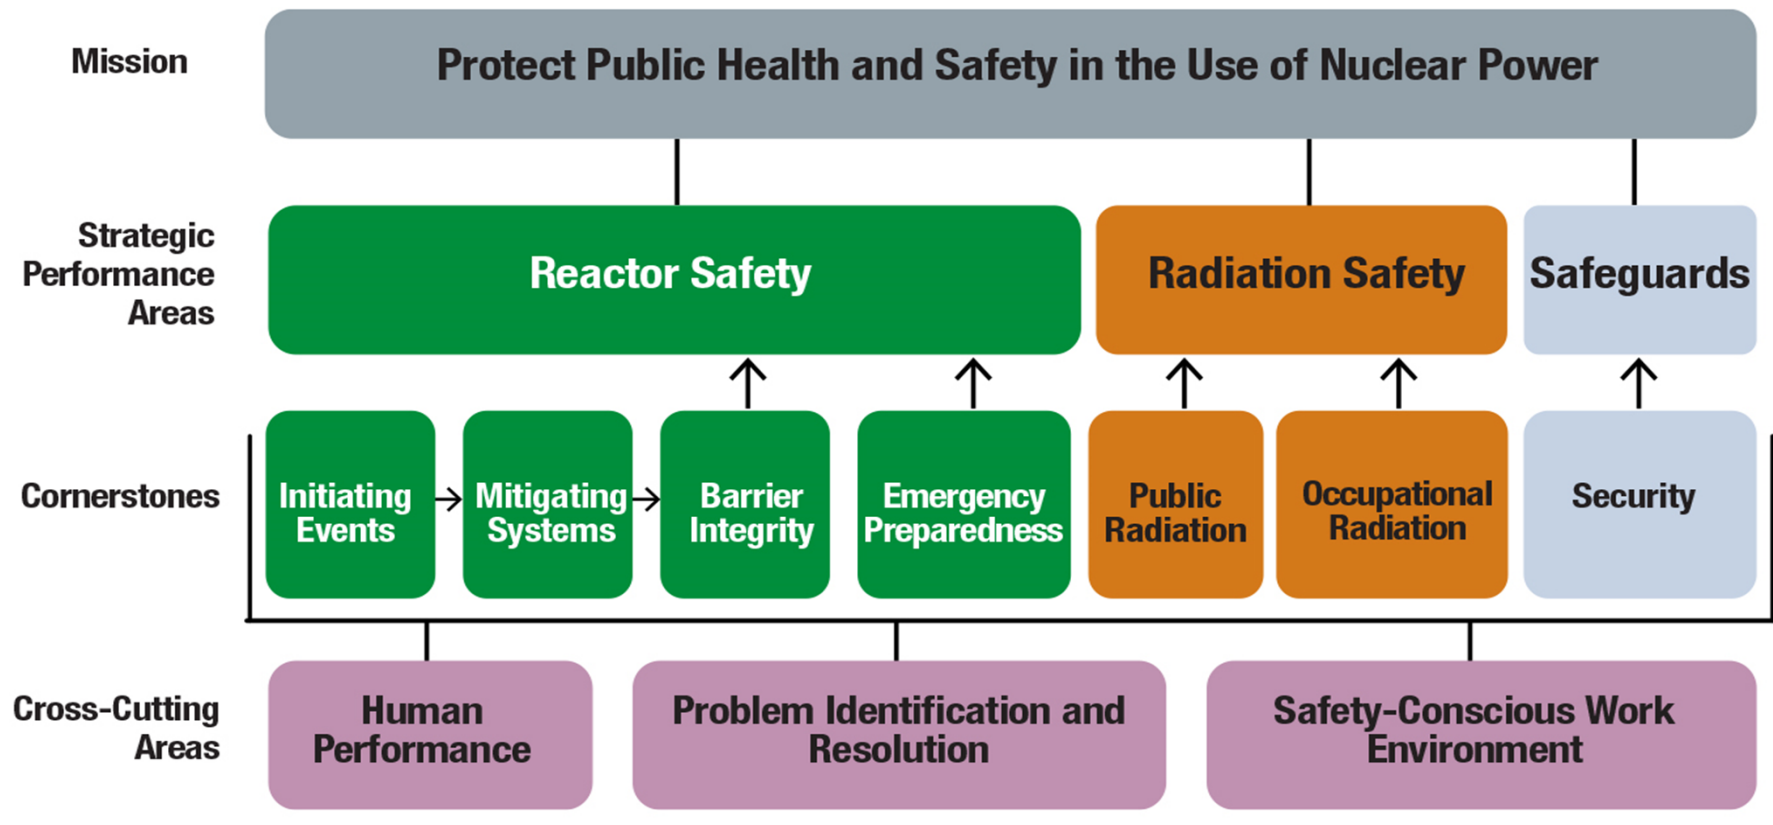 Mission
Protect Public Health and Safety in the Use of Nuclear Power
Strategic
Performance
Areas
Reactor Safety
Radiation Safety
Safeguards
Cornerstones
Initiating
Events
Mitigating
Systems
Barrier
Integrity
Emergency
Preparedness
Public
Radiation
Occupational
Radiation
Security
Cross-Cutting
Areas
Human
Performance
Problem Identification and
Resolution
Safety-Conscious Work
Environment